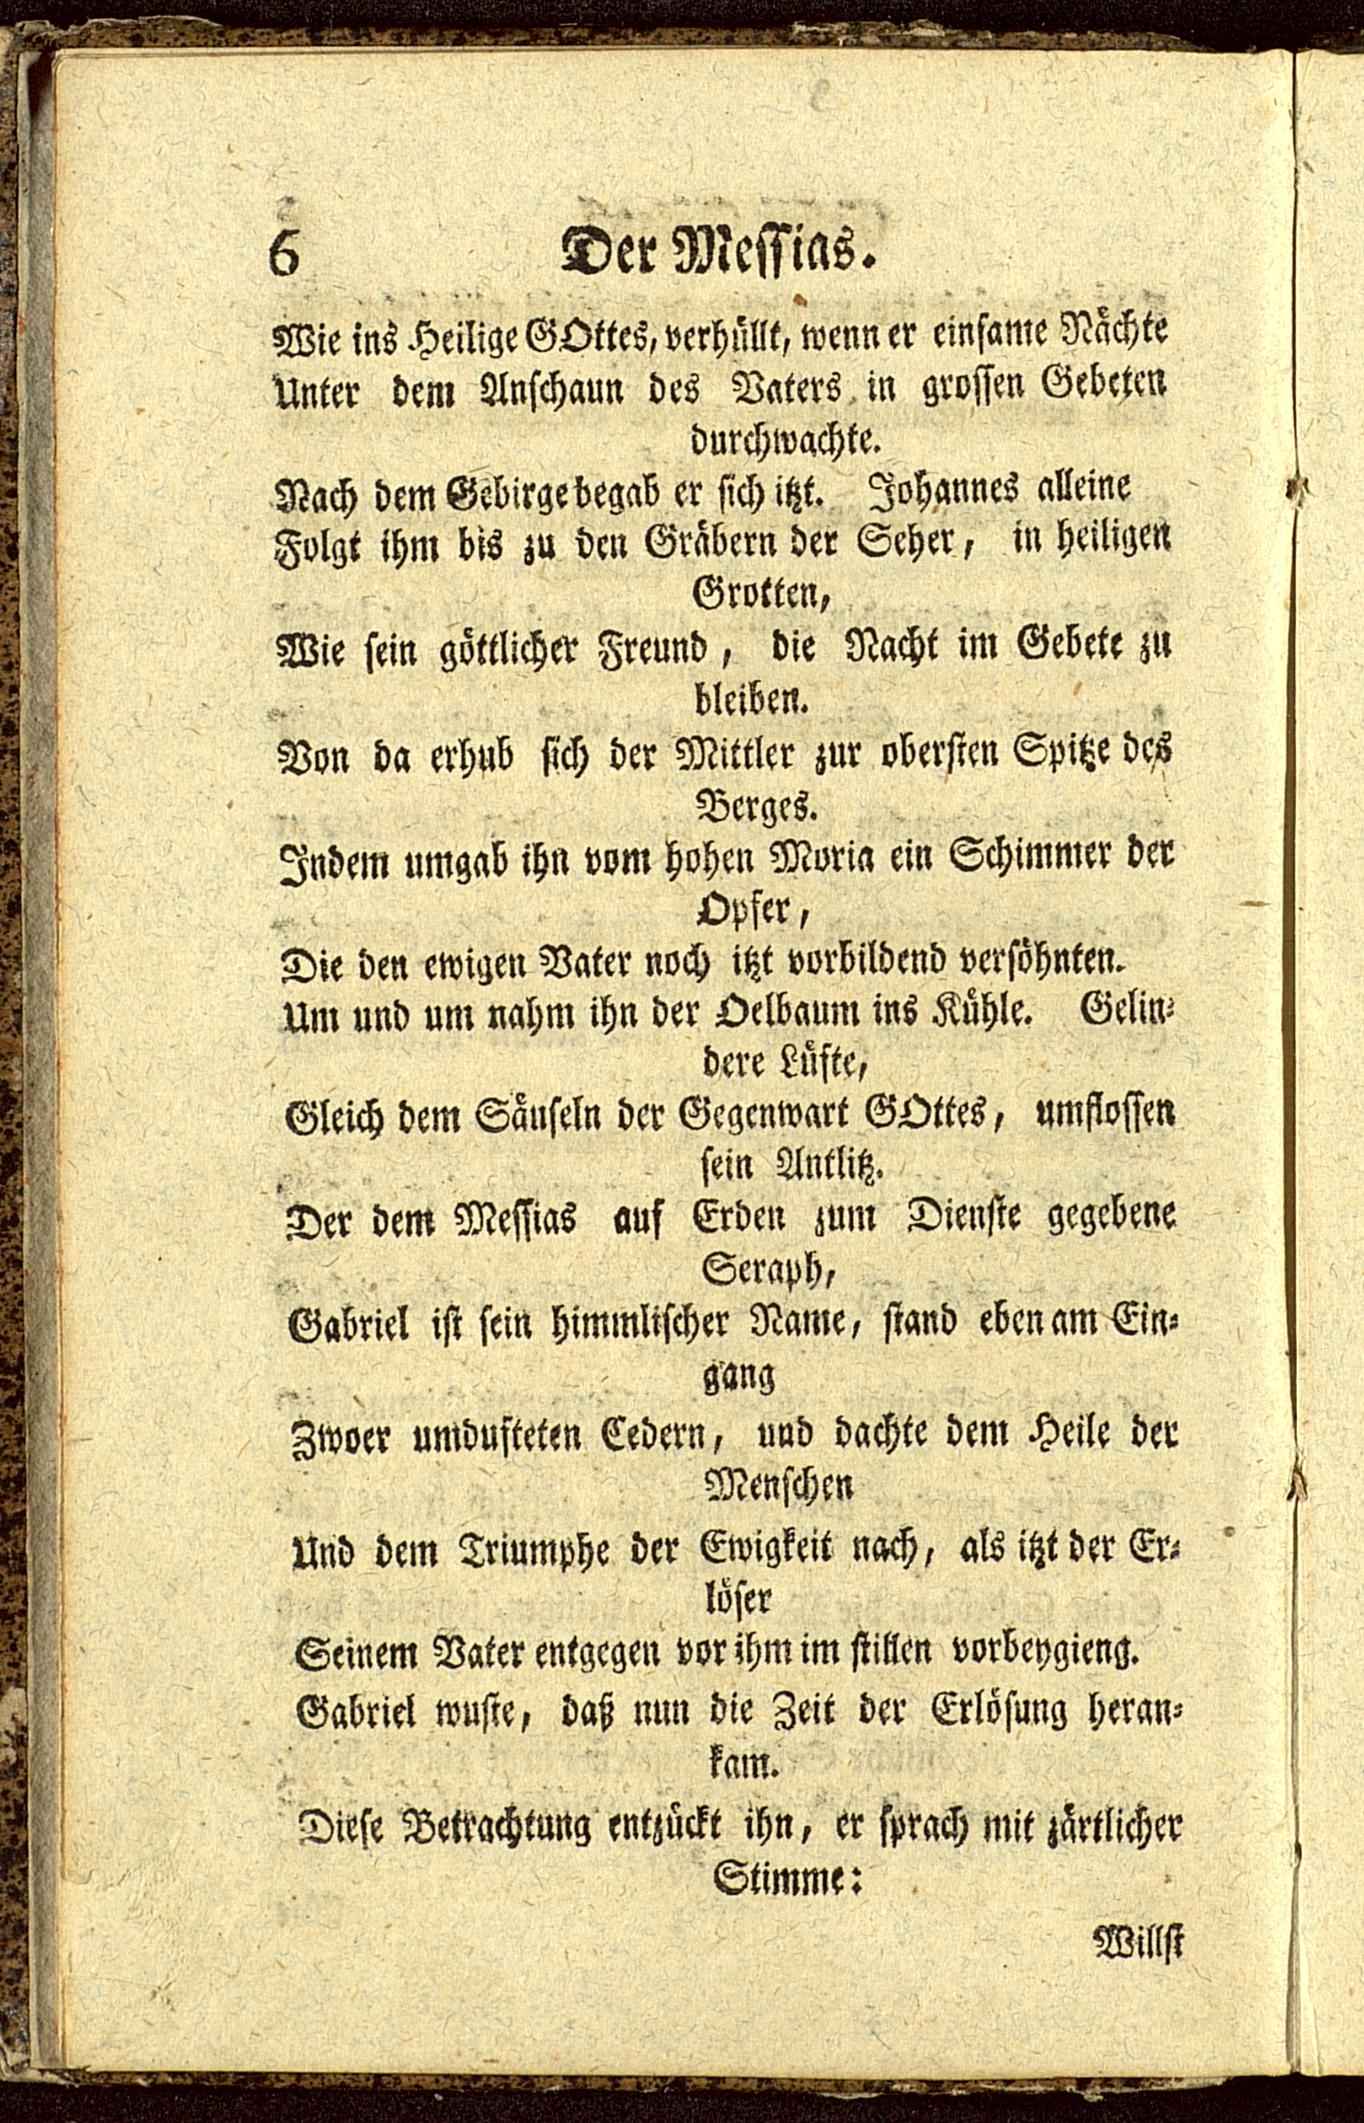 6 Der Messias.
Wie ins Heilige GOttes, verhüllt, wenn er einsame Nächte
Unter dem Anschaun des Vaters in grossen Gebeten
durchwachte.
Nach dem Gebirge begab er sich itzt. Johannes alleine
Folgt ihm bis zu den Gräbern der Seher, in heiligen
Grotten,
Wie sein göttlicher Freund, die Nacht im Gebete zu
bleiben.
Von da erhub sich der Mittler zur obersten Spitze des
Berges.
Indem umgab ihn vom hohen Moria ein Schimmer der
Opfer,
Die den ewigen Vater noch itzt vorbildend versöhnten.
Um und um nahm ihn der Oelbaum ins Kühle. Gelin-
dere Lüfte,
Gleich dem Säuseln der Gegenwart GOttes, umflossen
sein Antlitz.
Der dem Messias auf Erden zum Dienste gegebene
Seraph,
Gabriel ist sein himmlischer Name, stand eben am Ein-
gang
Zwoer umdufteten Cedern, und dachte dem Heile der
Menschen
Und dem Triumphe der Ewigkeit nach, als itzt der Er-
löser
Seinem Vater entgegen vor ihm im stillen vorbeygieng.
Gabriel wuste, daß nun die Zeit der Erlösung heran-
kam.
Diese Betrachtung entzückt ihn, er sprach mit zärtlicher
Stimme:
Willst